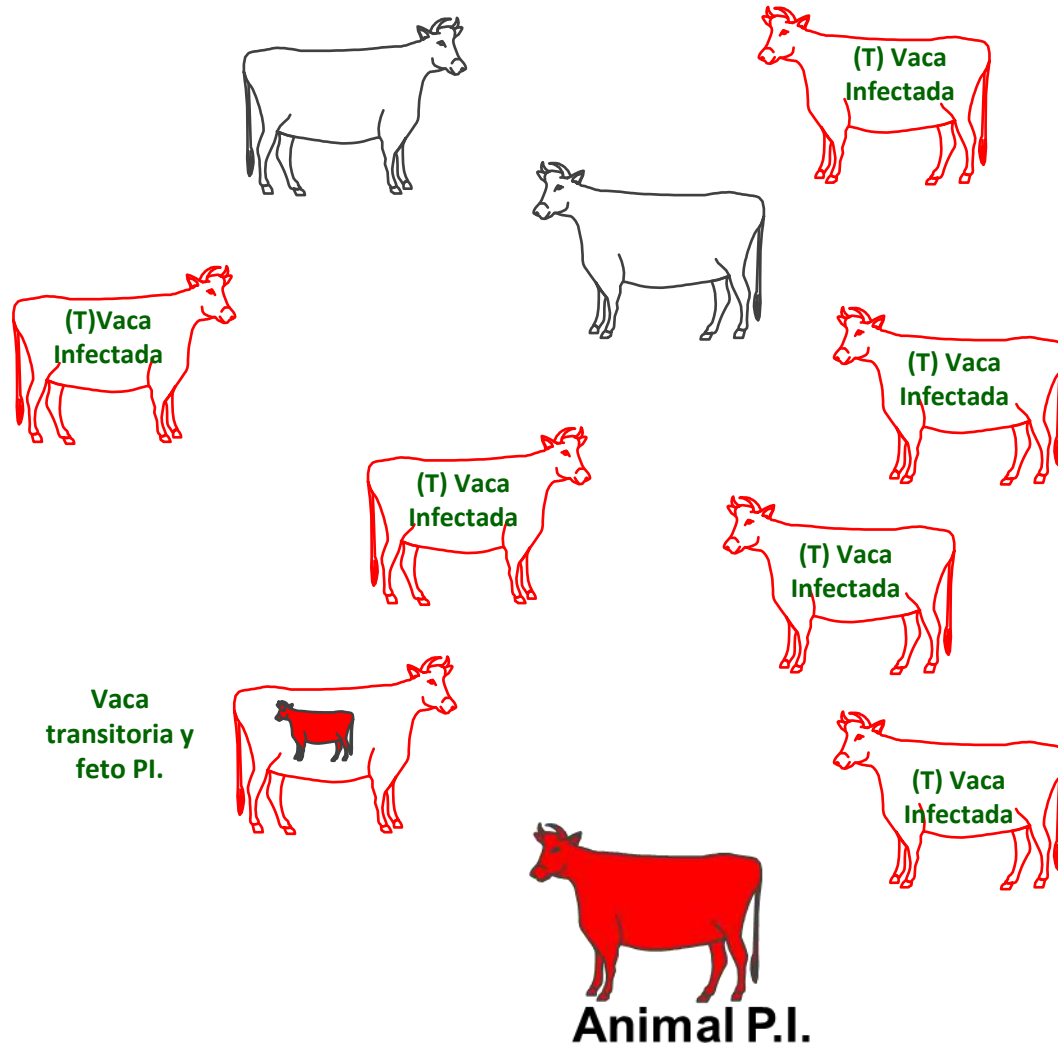 (T) Vaca
Infectada
(T)Vaca
Infectada
(T) Vaca
Infectada
(T) Vaca
Infectada
(T) Vaca
Infectada
Vaca
transitoria y
feto PI.
(T) Vaca
Infectada
Animal P.I.